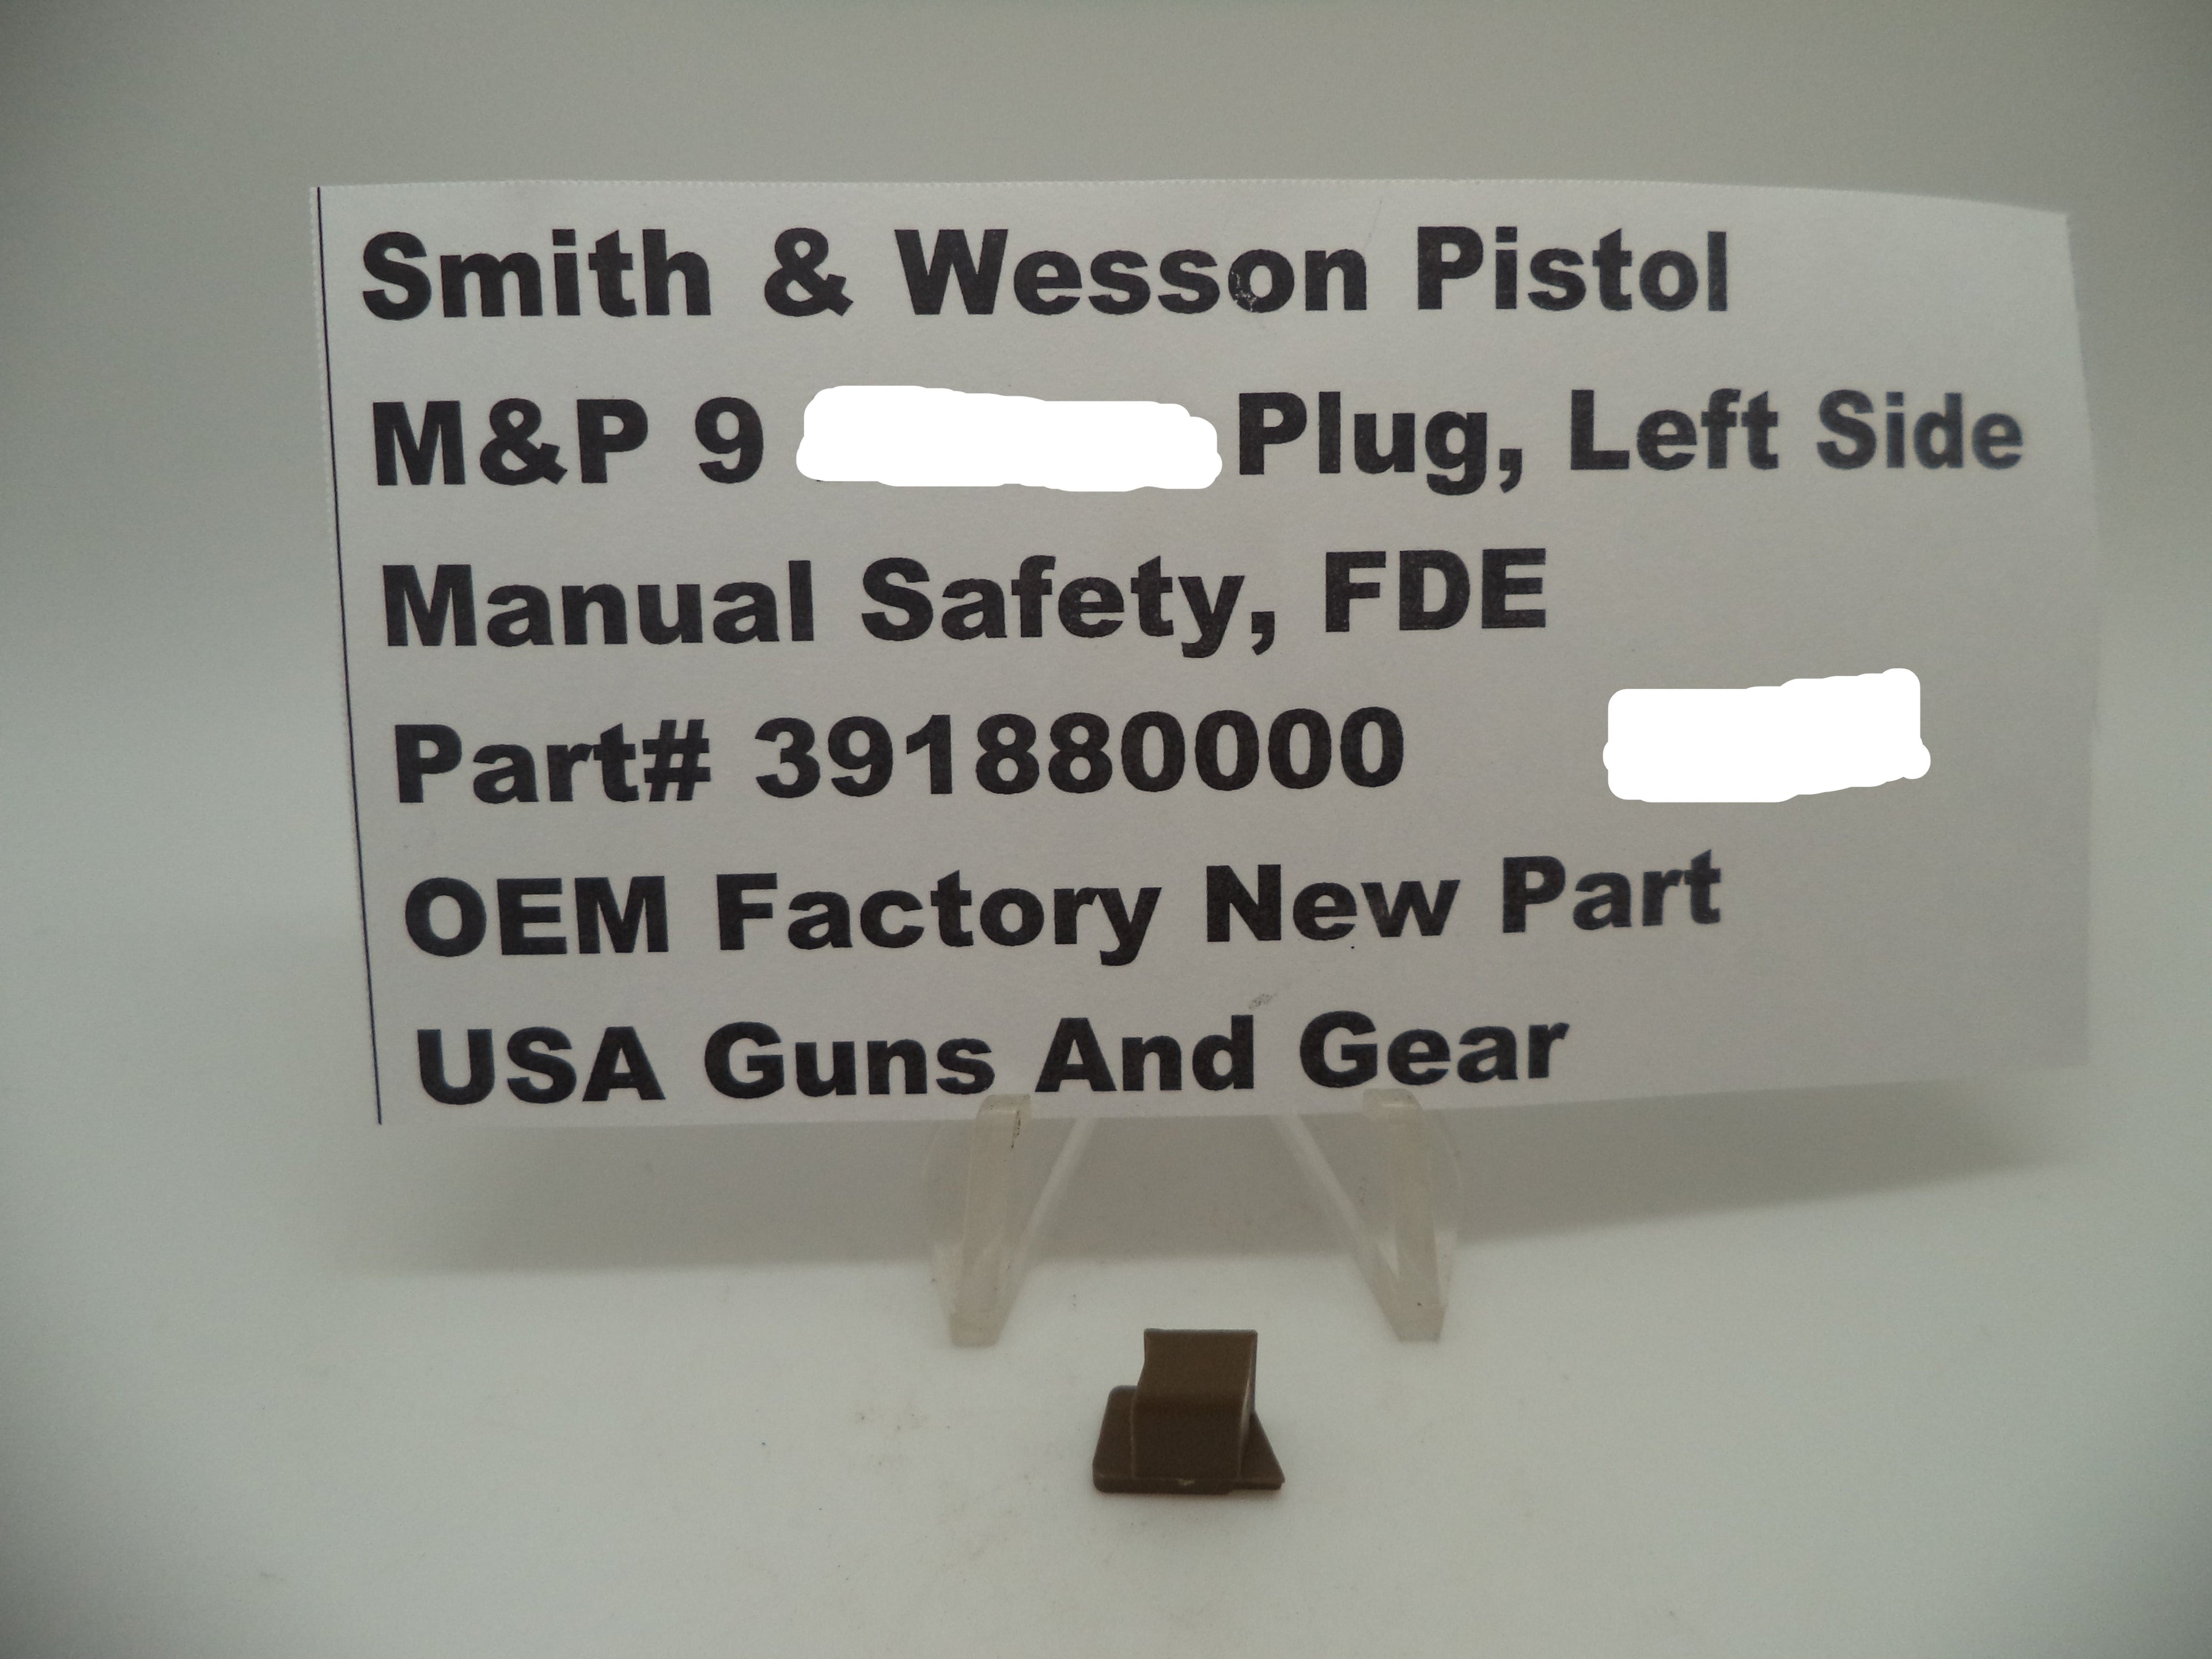 Smith & Wesson Pistol
M&P 9 Plug, Left Side
Manual Safety, FDE
Part# 391880000
OEM Factory New Part
USA Guns And Gear